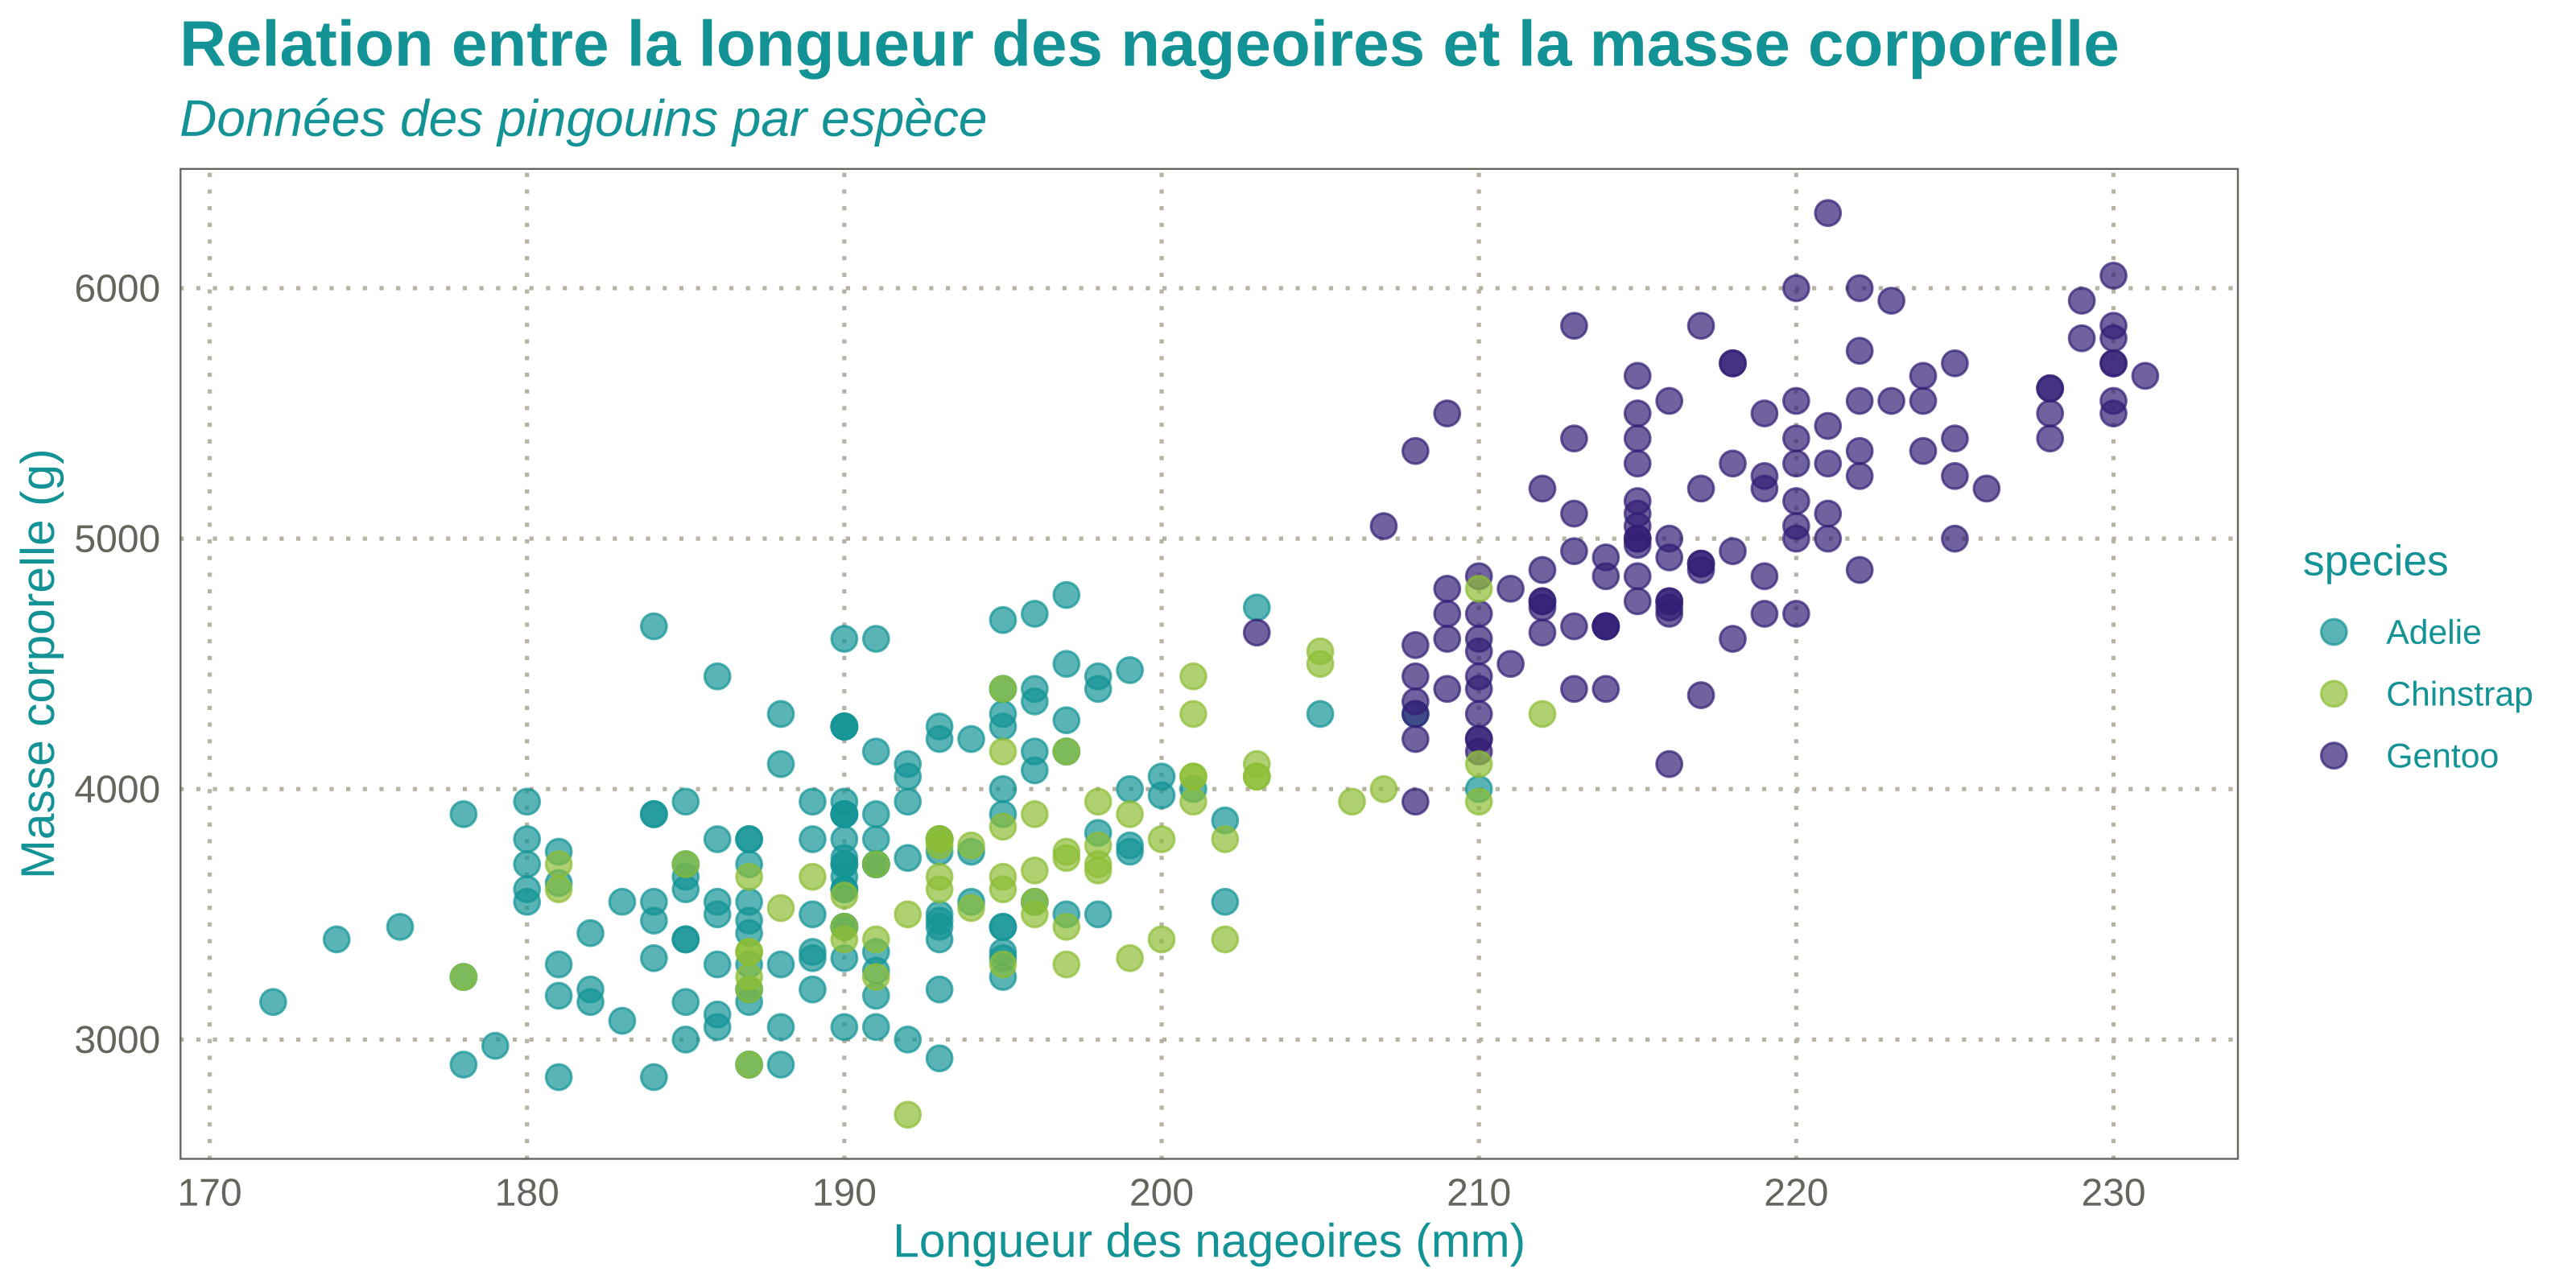 Relation entre la longueur des nageoires et la masse corporelle
Données des pingouins par espèce
Masse corporelle (g)
6000
5000
4000
3000
170 180 190 200 210 220 230
Longueur des nageoires (mm)
species
Adelie
Chinstrap
Gentoo